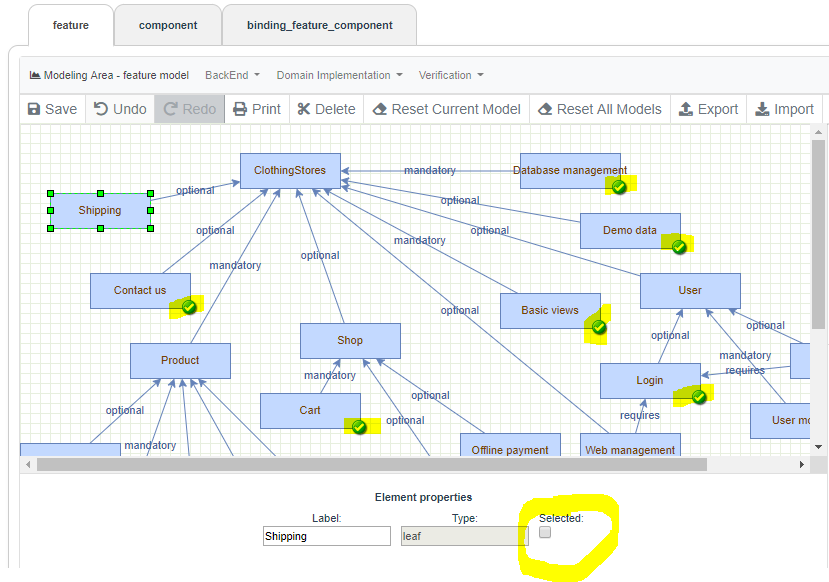 feature component binding_feature_component
Modeling Area - feature model BackEnd Domain Implementation Verification
Save Undo Redo Print Delete Reset Current Model Reset All Models Export Import
ClothingStores
mandatory
Database management
optional
Shipping
optional
Demo data
optional
optional
mandatory
mandatory
optional
Contact us
User
Basic views
optional
Shop
optional
optional
Product
mandatory
requires
mandatory
Login
optional
optional
Cart
requires
optional
User mo
mandatory
Offline payment
Web management
Element properties
Label: Type: Selected:
Shipping leaf